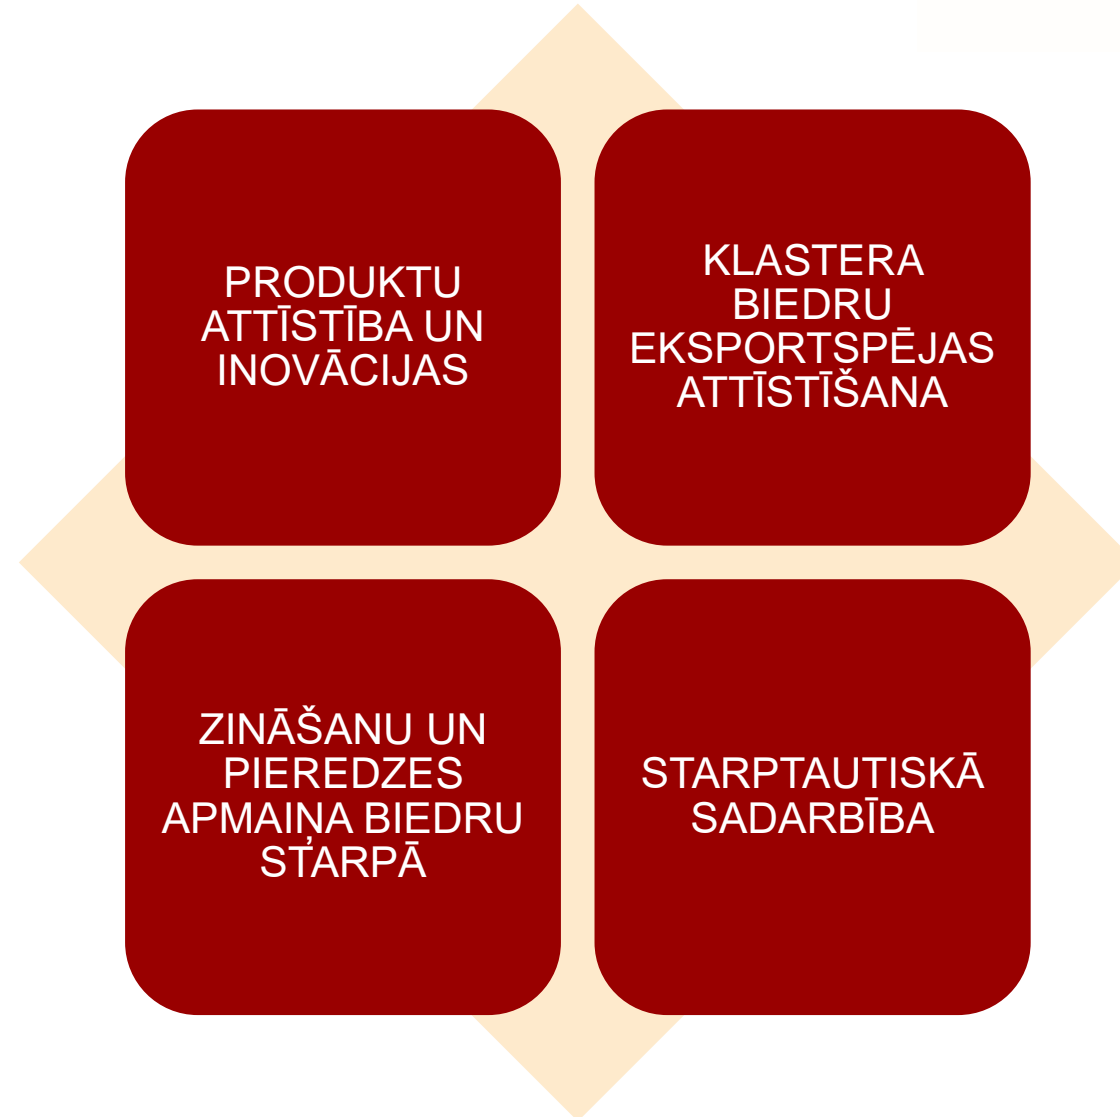 PRODUKTU
ATTĪSTĪBA UN
INOVĀCIJAS
KLASTERA
BIEDRU
EKSPORTSPĒJAS
ATTĪSTĪŠANA
ZINĀŠANU UN
PIEREDZES
APMAIŅA BIEDRU
STARPĀ
STARPTAUTISKĀ
SADARBĪBA